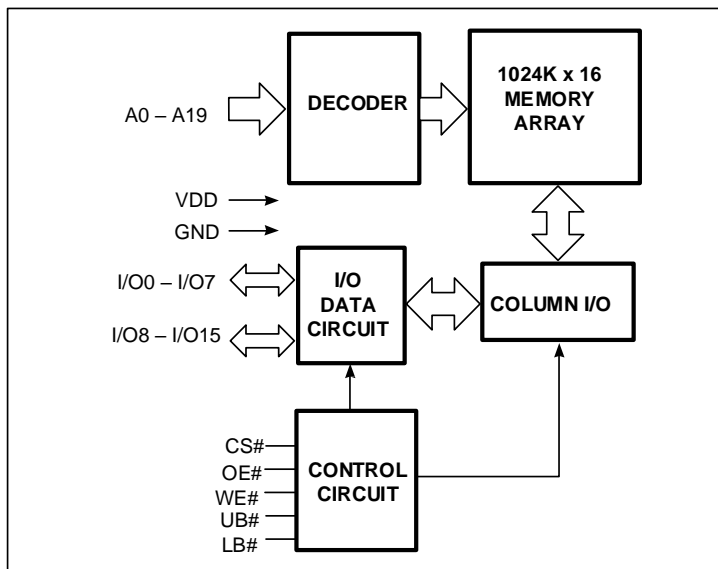 A0 – A19
DECODER
1024K x 16
MEMORY
ARRAY
VDD
GND
I/O0 – I/O7
I/O8 – I/O15
I/O
DATA
CIRCUIT
COLUMN I/O
CS#
OE#
WE#
UB#
LB#
CONTROL
CIRCUIT